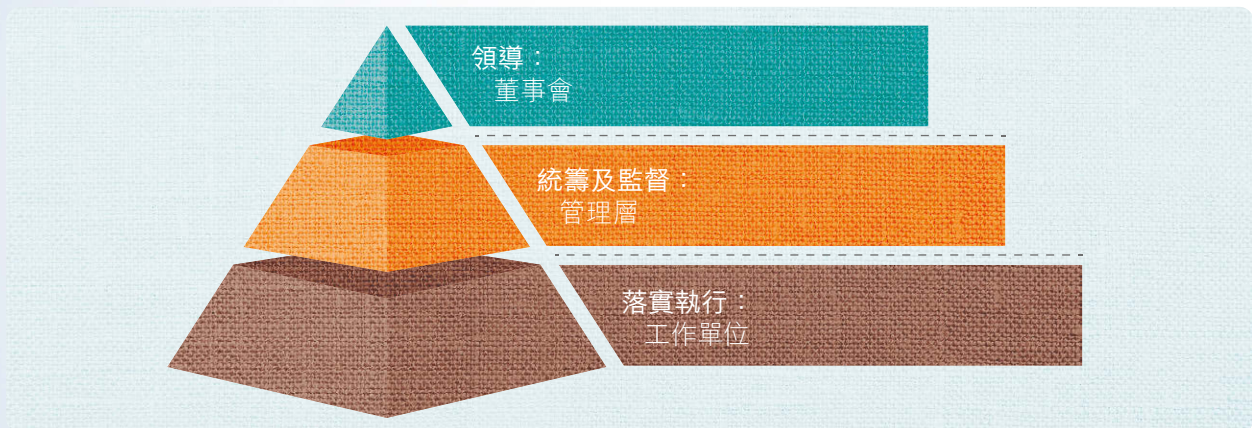 領導：
董事會
統籌及監督：
管理層
落實執行：
工作單位